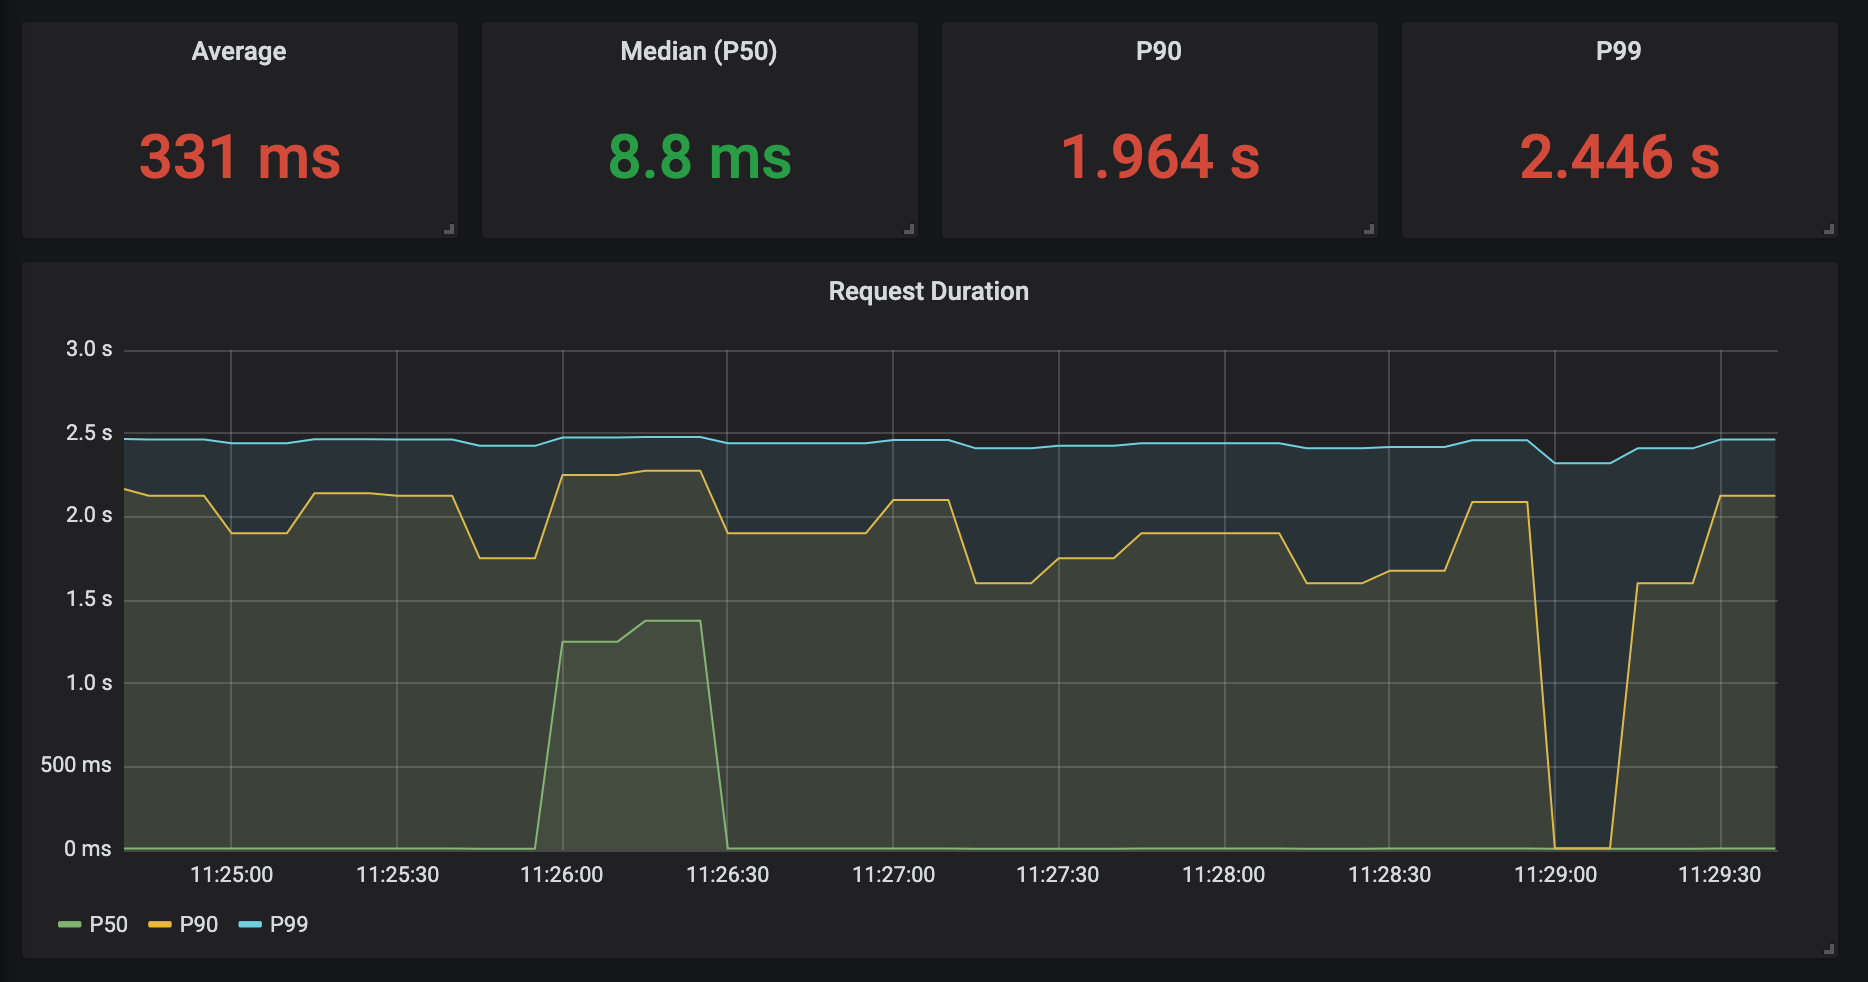 Average
Median (P50)
P90
P99
331 ms
8.8 ms
1.964 s
2.446 s
Request Duration
3.0 s
2.5 s
2.0 s
1.5 s
1.0 s
500 ms
0 ms
11:25:00 11:25:30 11:26:00 11:26:30 11:27:00 11:27:30 11:28:00 11:28:30 11:29:00 11:29:30
P50 P90 P99